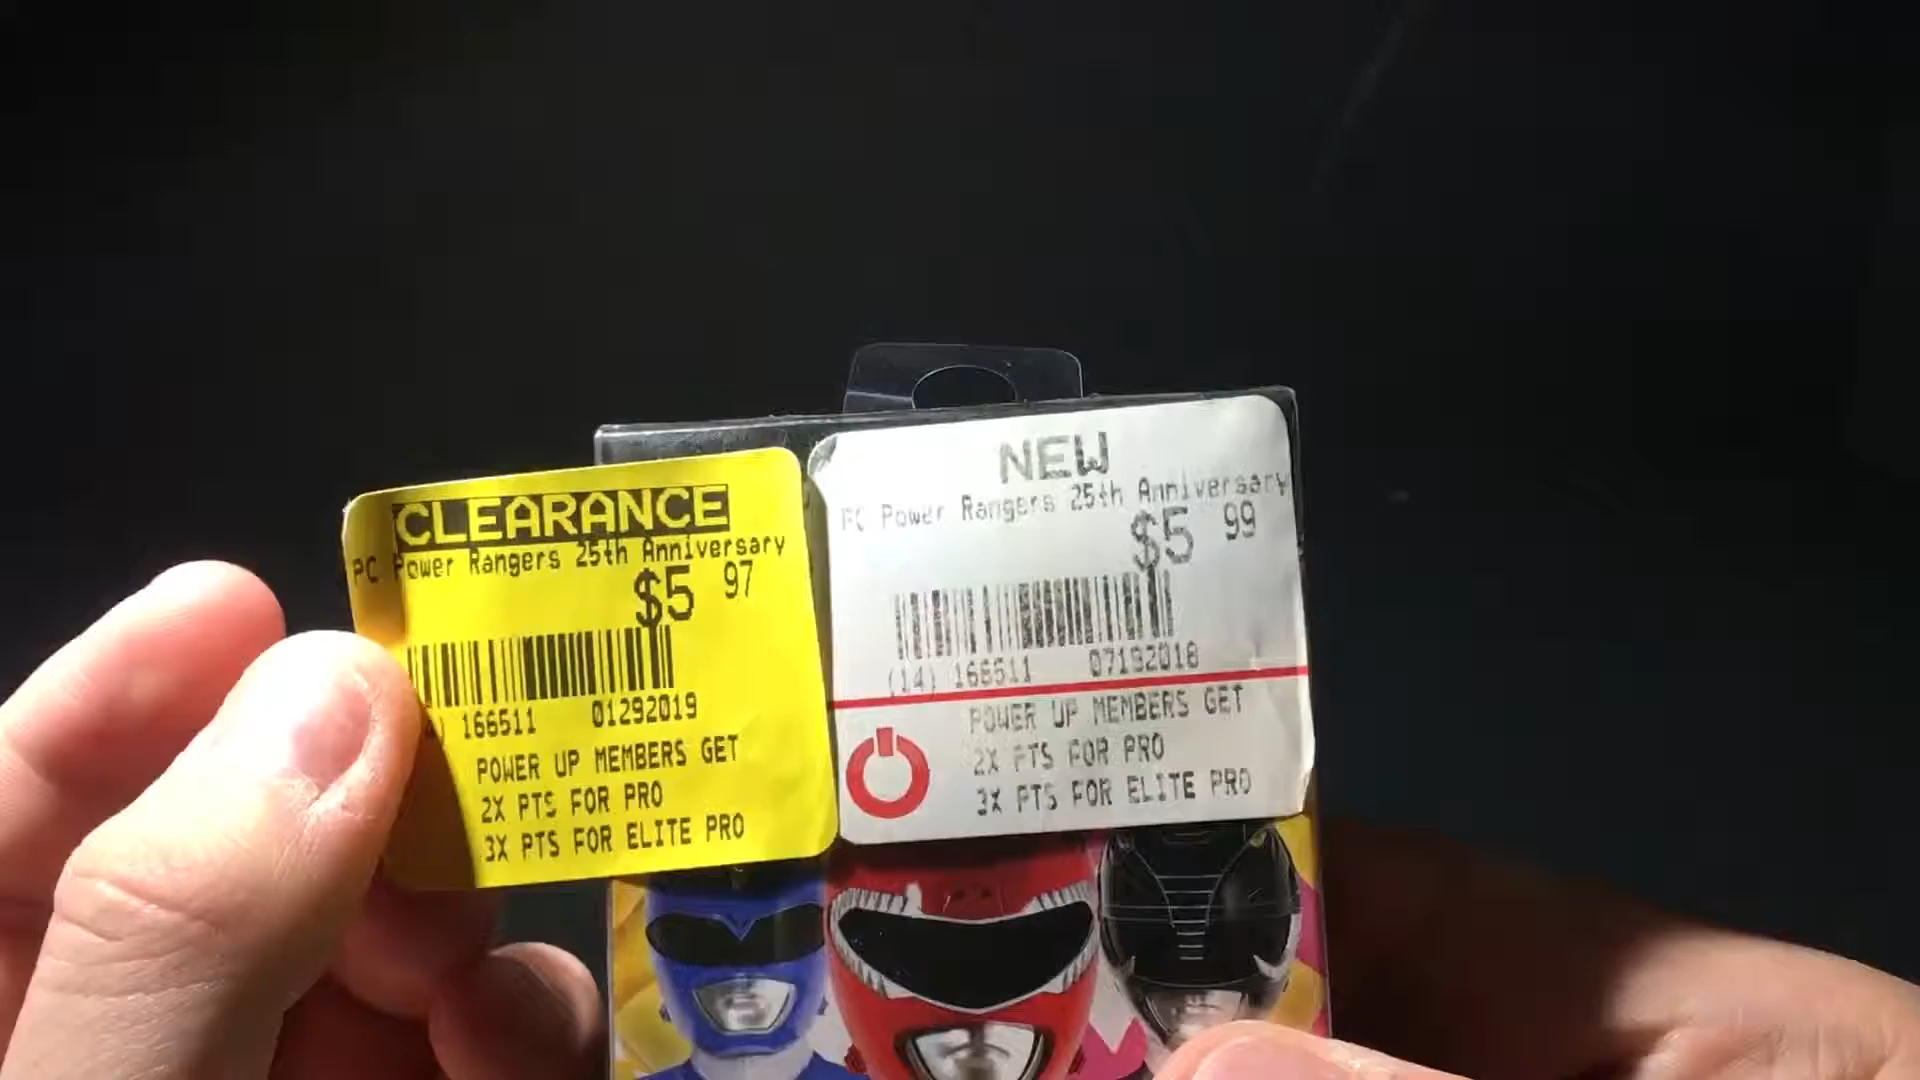 CLEARANCE
PC Power Rangers 25th Anniversary
$5 97
166511 01292019
POWER UP MEMBERS GET
2X PTS FOR PRO
3X PTS FOR ELITE PRO
NEW
PC Power Rangers 25th Anniversary
$5 99
(14) 166511 07192018
POWER UP MEMBERS GET
2X PTS FOR PRO
3X PTS FOR ELITE PRO